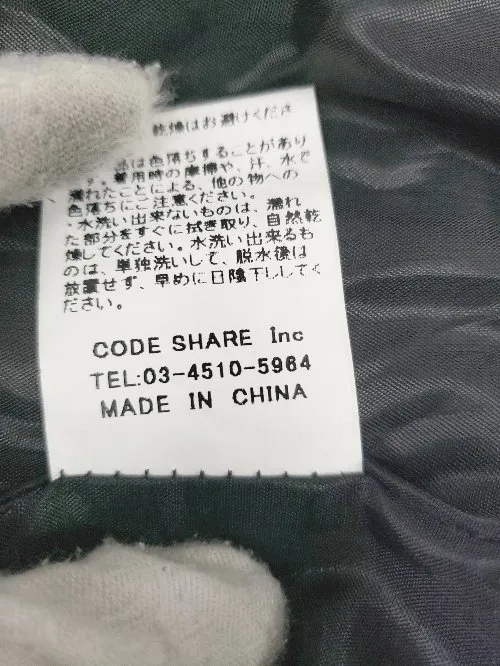 乾燥はお避けくださ
品は色落ちすることがあり
。着用時の摩擦や、汗、水で
濡れたことによる、他の物への
色落ちにご注意ください。
・水洗い出来ないものは、濡れ
た部分をすぐに拭き取り、自然乾
燥してください。水洗い出来るも
のは、単独洗いして、脱水後は
放置せず、早めに日陰干ししてく
ださい。
CODE SHARE Inc
TEL:03-4510-5964
MADE IN CHINA